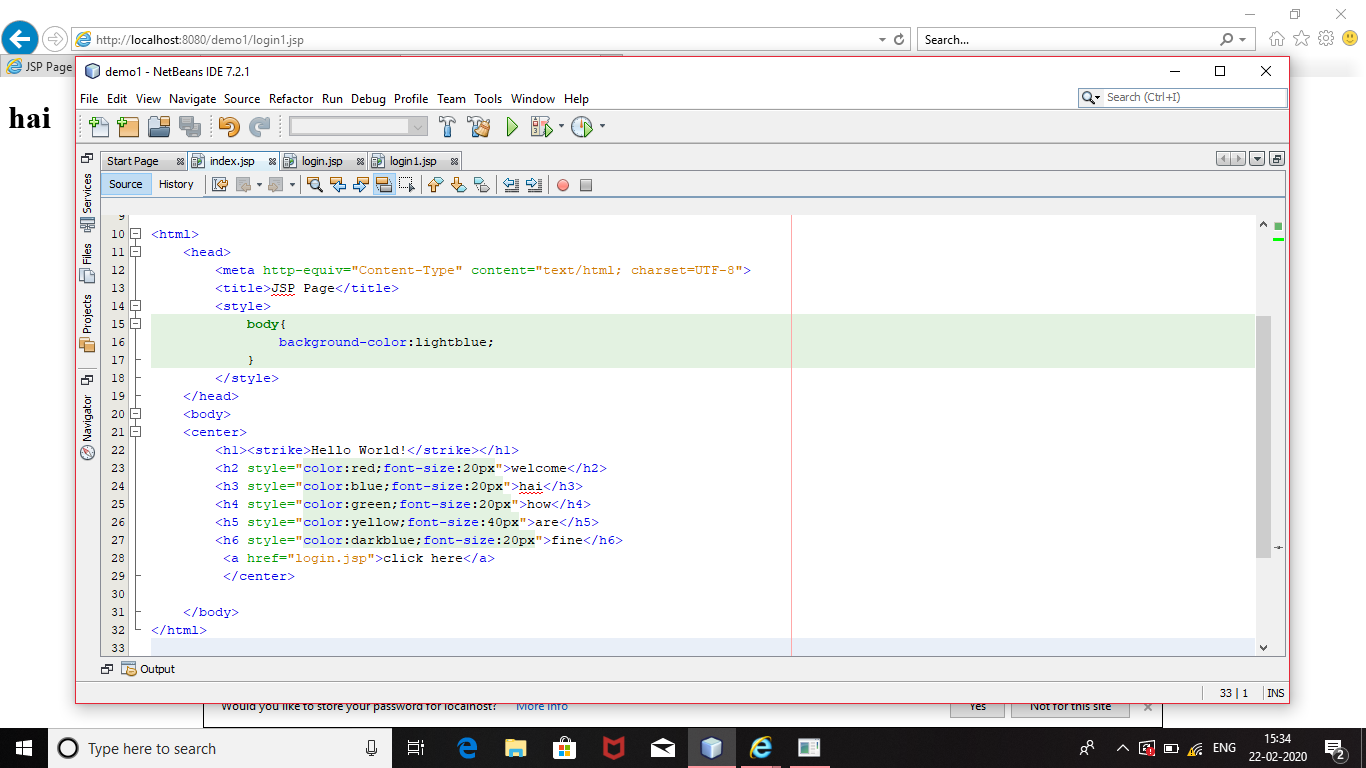 http://localhost:8080/demo1/login1.jsp
Search...
JSP Page
hai
demo1 - NetBeans IDE 7.2.1
File Edit View Navigate Source Refactor Run Debug Profile Team Tools Window Help
Search (Ctrl+I)
Start Page index.jsp login.jsp login1.jsp
Source History
Services
Files
Projects
Navigator
9
10 <html>
11 <head>
12 <meta http-equiv="Content-Type" content="text/html; charset=UTF-8">
13 <title>JSP Page</title>
14 <style>
15 body{
16 background-color:lightblue;
17 }
18 </style>
19 </head>
20 <body>
21 <center>
22 <h1><strike>Hello World!</strike></h1>
23 <h2 style="color:red;font-size:20px">welcome</h2>
24 <h3 style="color:blue;font-size:20px">hai</h3>
25 <h4 style="color:green;font-size:20px">how</h4>
26 <h5 style="color:yellow;font-size:40px">are</h5>
27 <h6 style="color:darkblue;font-size:20px">fine</h6>
28 <a href="login.jsp">click here</a>
29 </center>
30
31 </body>
32 </html>
33
Output
33 | 1 INS
Would you like to store your password for localhost? More info Yes Not for this site
Type here to search
ENG
15:34
22-02-2020
2